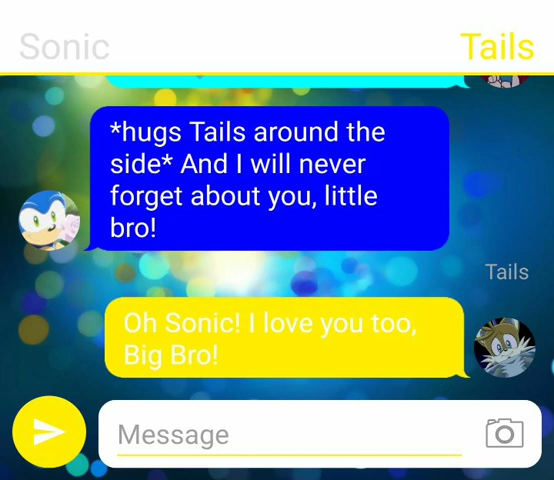 Sonic
Tails
*hugs Tails around the
side* And I will never
forget about you, little
bro!
Tails
Oh Sonic! I love you too,
Big Bro!
Message